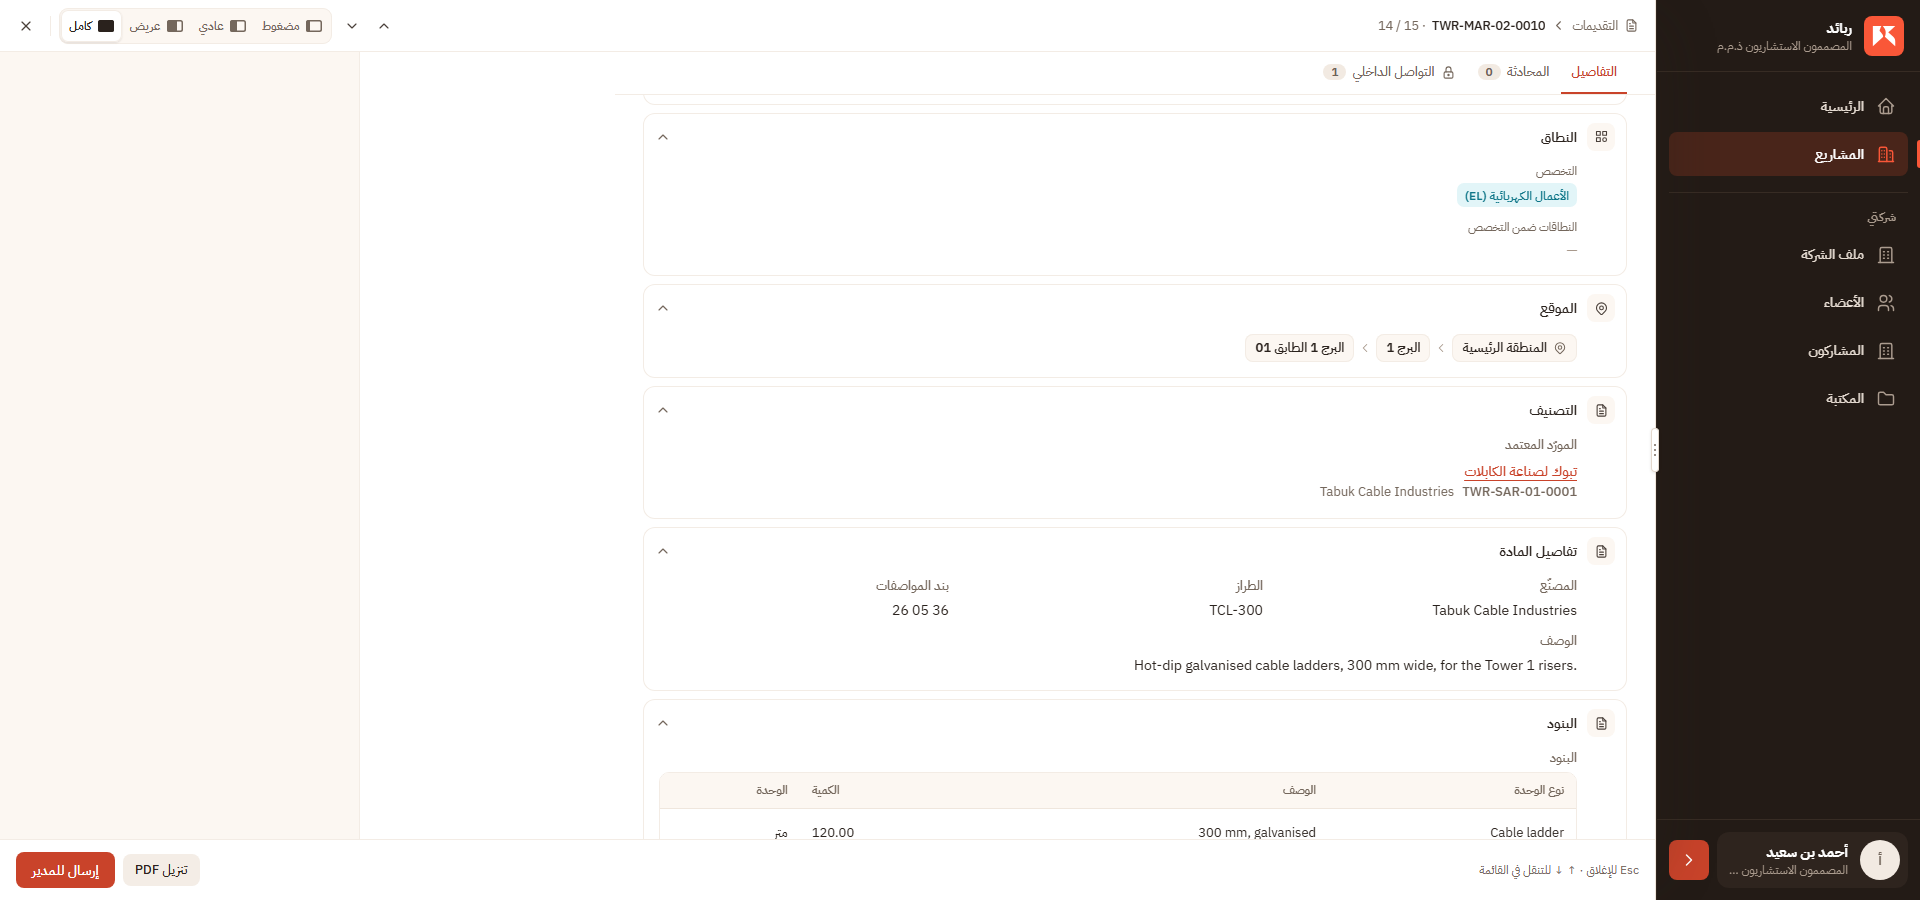 ربائد
المصممون الاستشاريون ذ.م.م
الرئيسية
المشاريع
شركتي
ملف الشركة
الأعضاء
المشاركون
المكتبة
أحمد بن سعيد
المصممون الاستشاريون ...
أ
التقديمات > TWR-MAR-02-0010 · 14 / 15
مضغوط
عادي
عريض
كامل
التفاصيل
المحادثة 0
التواصل الداخلي 1
النطاق
التخصص
الأعمال الكهربائية (EL)
النطاقات ضمن التخصص
—
الموقع
المنطقة الرئيسية > البرج 1 > البرج 1 الطابق 01
التصنيف
المورّد المعتمد
تبوك لصناعة الكابلات
TWR-SAR-01-0001 Tabuk Cable Industries
تفاصيل المادة
المصنّع الطراز بند المواصفات
Tabuk Cable Industries TCL-300 26 05 36
الوصف
Hot-dip galvanised cable ladders, 300 mm wide, for the Tower 1 risers.
البنود
البنود
نوع الوحدة الوصف الكمية الوحدة
Cable ladder 300 mm, galvanised 120.00 متر
Esc للإغلاق · ↑ ↓ للتنقل في القائمة
تنزيل PDF
إرسال للمدير